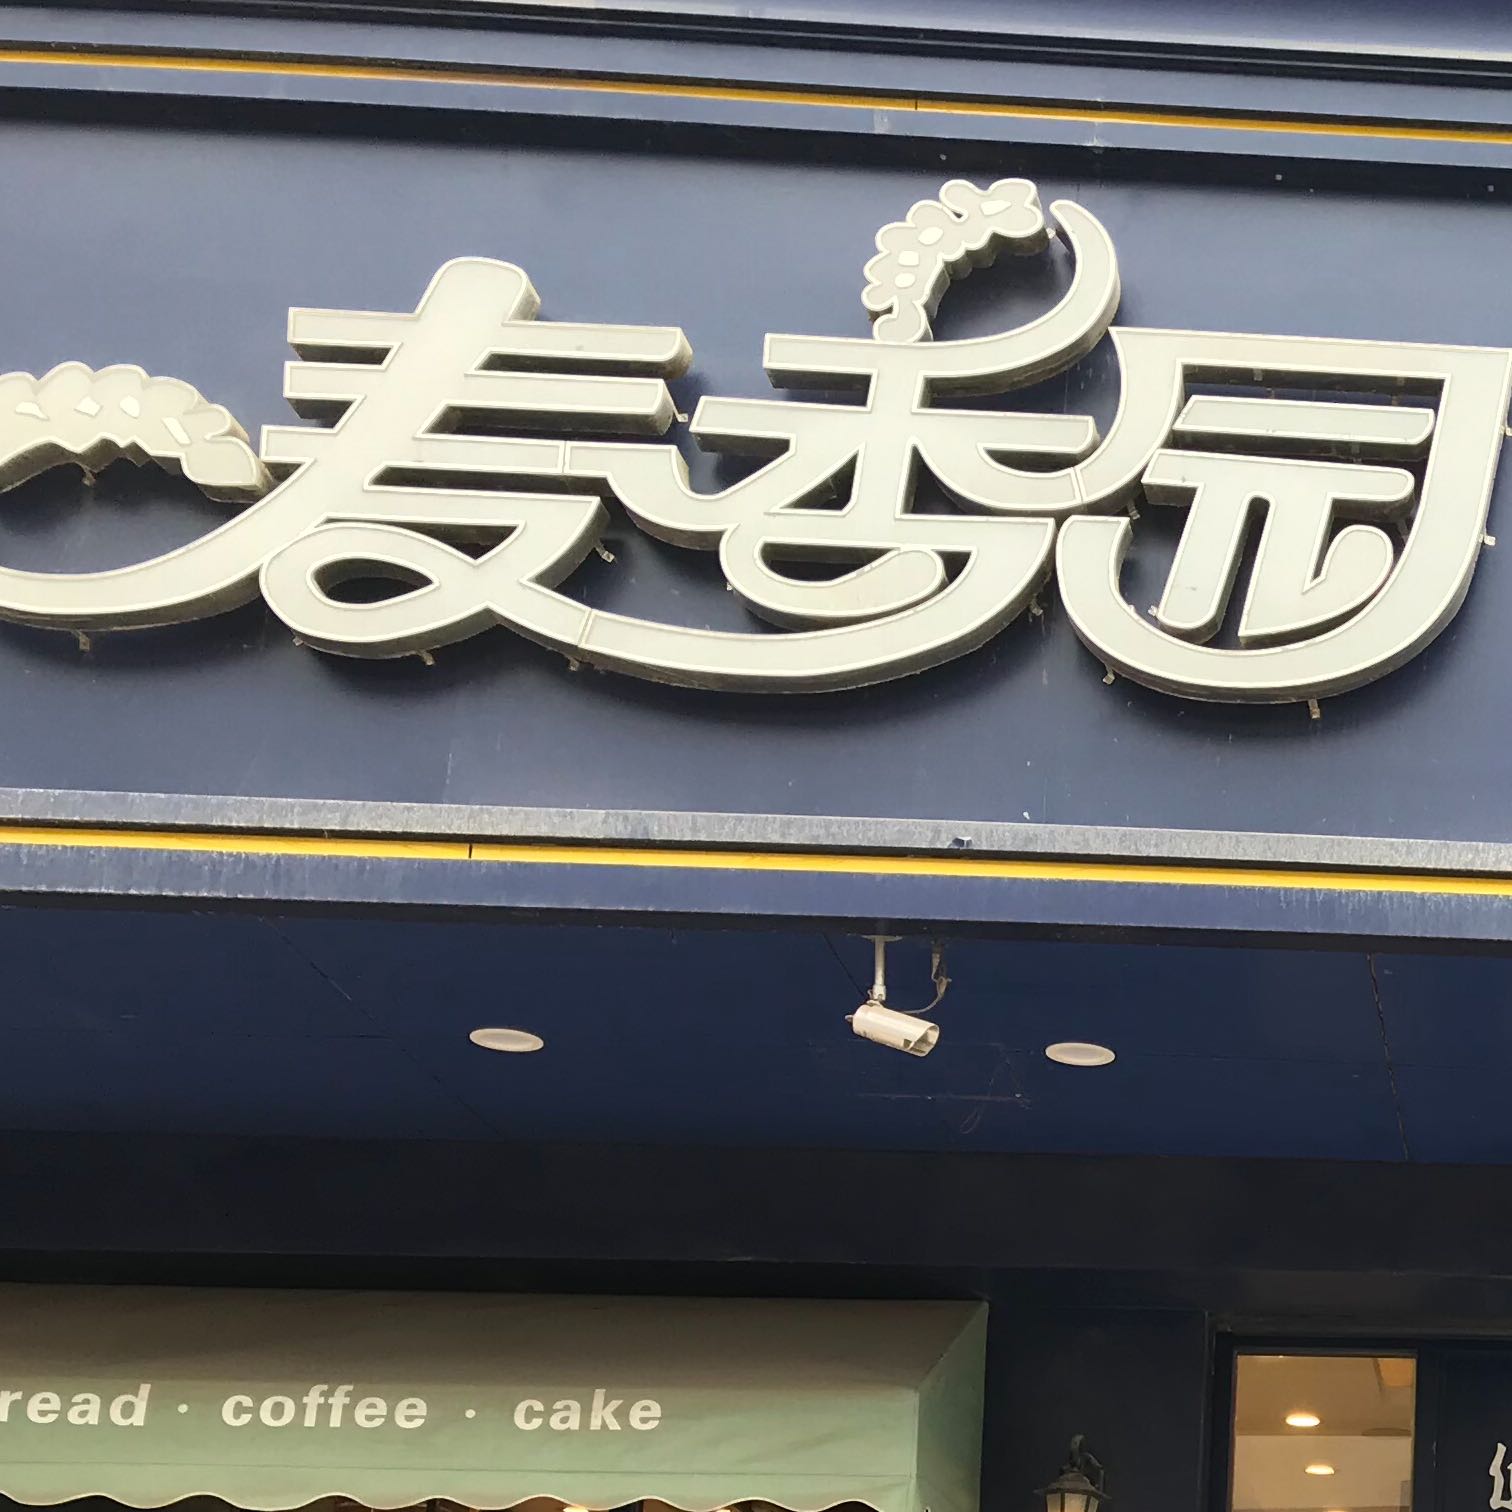 麦香园
read · coffee · cake